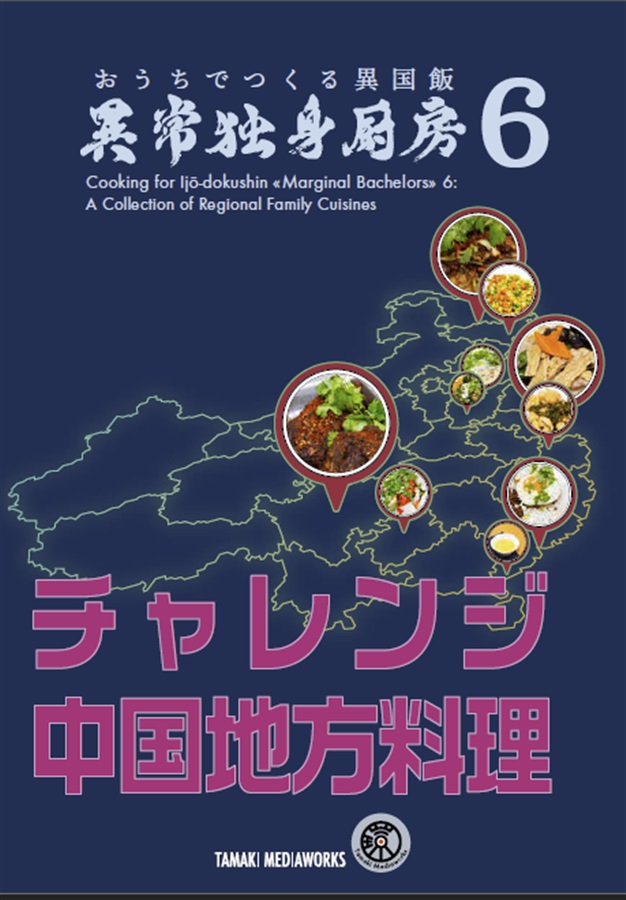 おうちでつくる異国飯
異常独身厨房6
Cooking for Ijō-dokushin «Marginal Bachelors» 6:
A Collection of Regional Family Cuisines
チャレンジ
中国地方料理
TAMAKI MEDIAWORKS
Tamaki Mediaworks